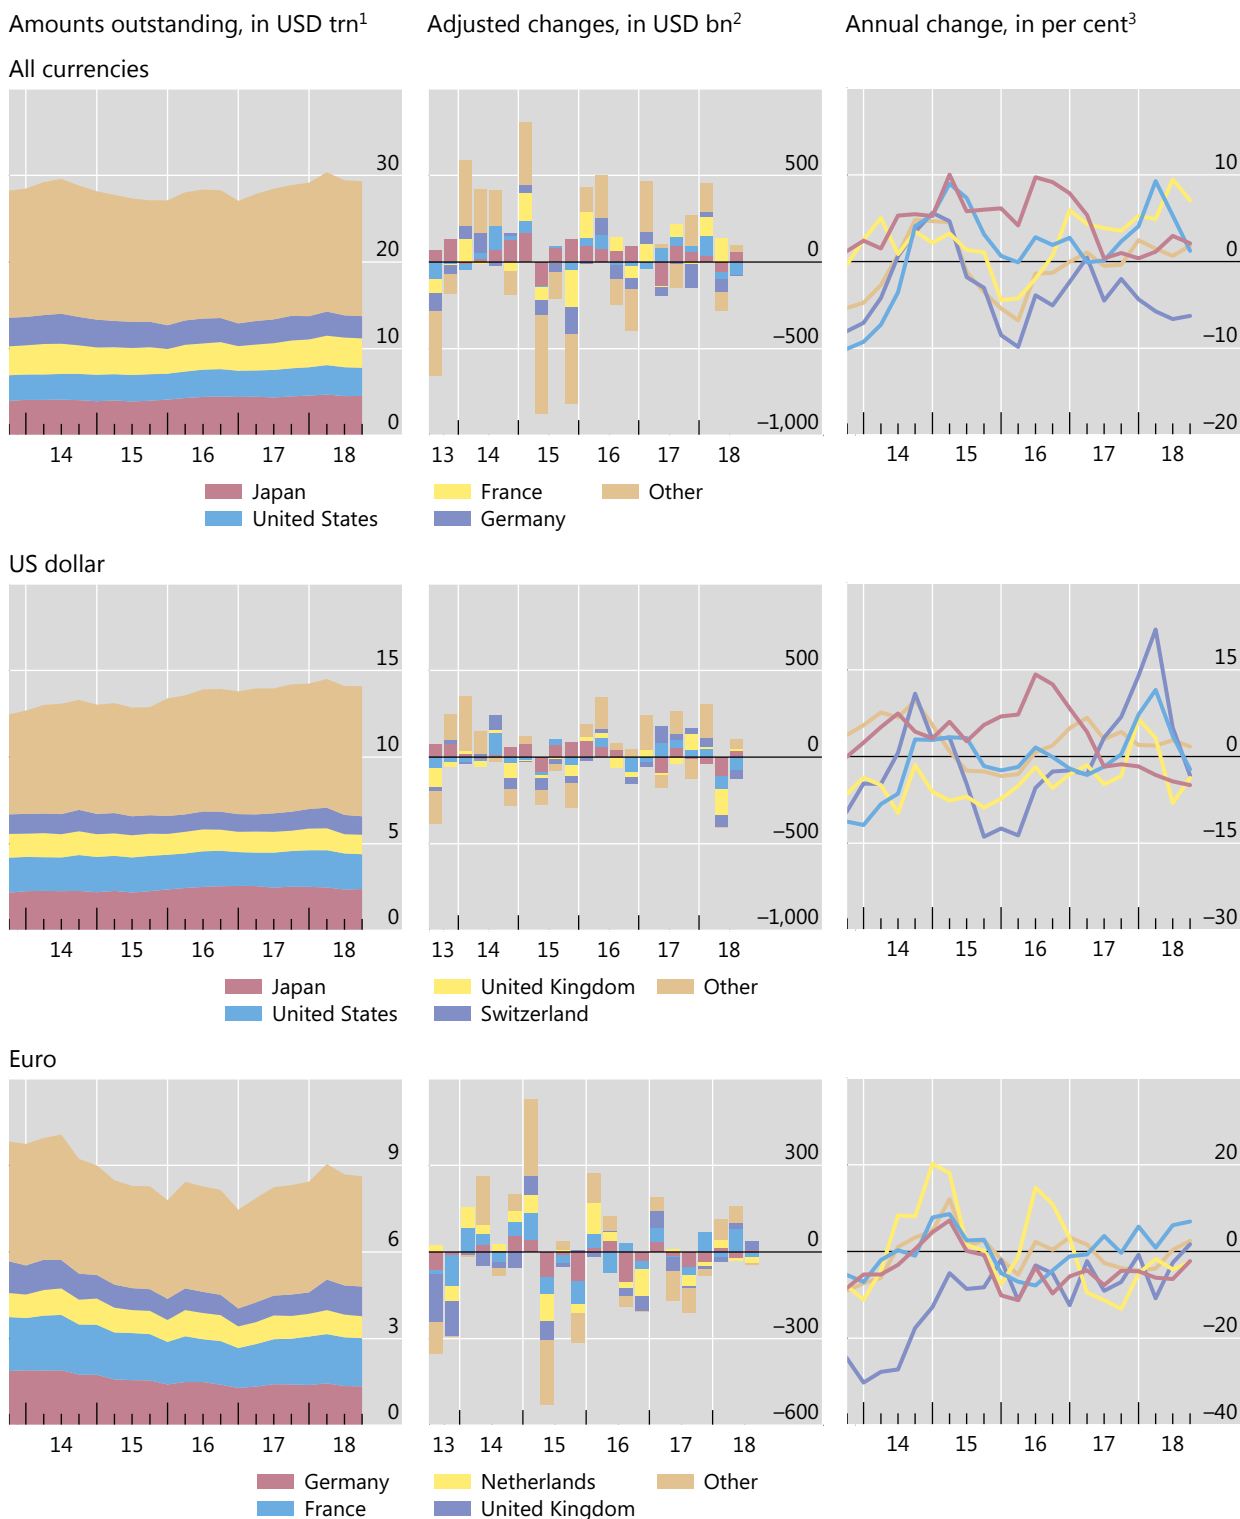 Amounts outstanding, in USD trn¹ Adjusted changes, in USD bn² Annual change, in per cent³
All currencies
30 500 10
20 0 0
10 –500 –10
0 –1,000 –20
14 15 16 17 18 13 14 15 16 17 18 14 15 16 17 18
Japan France Other
United States Germany
US dollar
15 500 15
10 0 0
5 –500 –15
0 –1,000 –30
14 15 16 17 18 13 14 15 16 17 18 14 15 16 17 18
Japan United Kingdom Other
United States Switzerland
Euro
9 300 20
6 0 0
3 –300 –20
0 –600 –40
14 15 16 17 18 13 14 15 16 17 18 14 15 16 17 18
Germany Netherlands Other
France United Kingdom